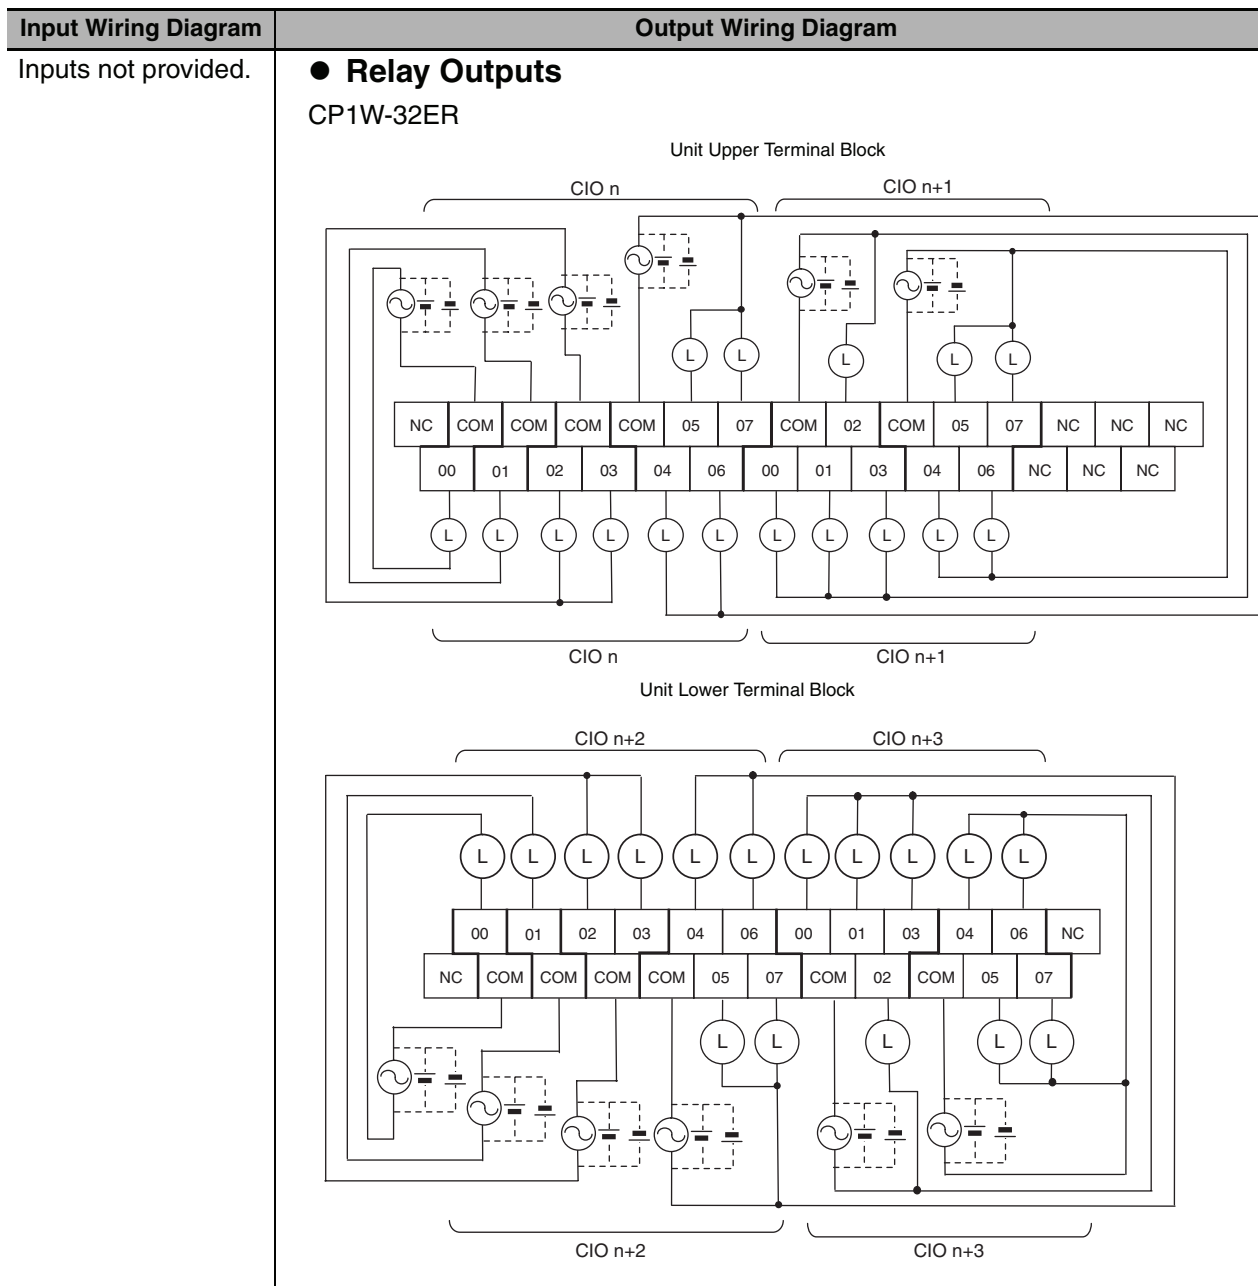 Input Wiring Diagram
Output Wiring Diagram
Inputs not provided.
● Relay Outputs
CP1W-32ER
Unit Upper Terminal Block
CIO n
CIO n+1
L L L L L
NC COM COM COM COM 05 07 COM 02 COM 05 07 NC NC NC
00 01 02 03 04 06 00 01 03 04 06 NC NC NC
L L L L L L L L L L L
CIO n
CIO n+1
Unit Lower Terminal Block
CIO n+2
CIO n+3
L L L L L L L L L L L
00 01 02 03 04 06 00 01 03 04 06 NC
NC COM COM COM COM 05 07 COM 02 COM 05 07
L L L L L
CIO n+2
CIO n+3